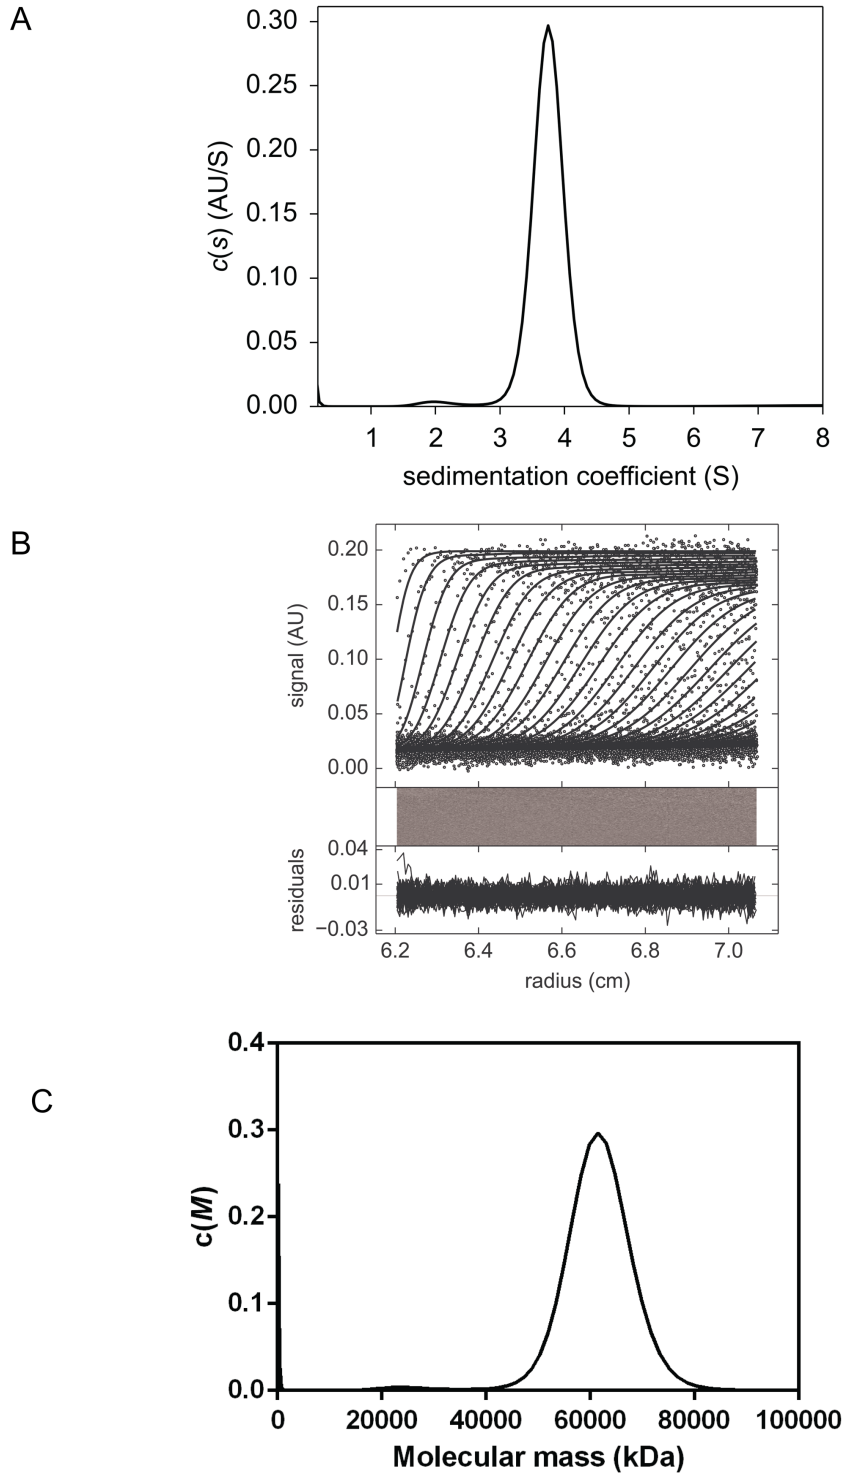 A
0.30
0.25
0.20
0.15
0.10
0.05
0.00
c(s) (AU/S)
1 2 3 4 5 6 7 8
sedimentation coefficient (S)
B
0.20
0.15
0.10
0.05
0.00
signal (AU)
0.04
0.01
−0.03
residuals
6.2 6.4 6.6 6.8 7.0
radius (cm)
C
0.4
0.3
0.2
0.1
0.0
c(M)
0 20000 40000 60000 80000 100000
Molecular mass (kDa)